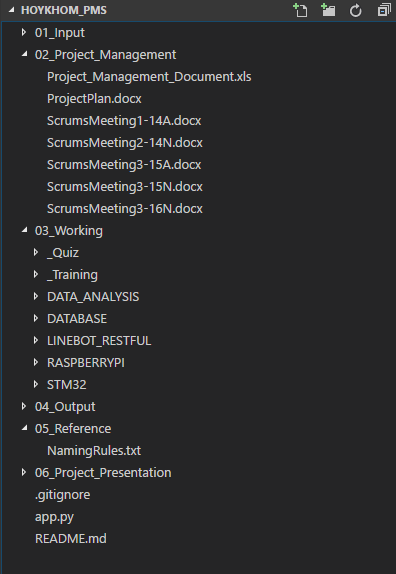 HOYKHOM_PMS
01_Input
02_Project_Management
Project_Management_Document.xls
ProjectPlan.docx
ScrumsMeeting1-14A.docx
ScrumsMeeting2-14N.docx
ScrumsMeeting3-15A.docx
ScrumsMeeting3-15N.docx
ScrumsMeeting3-16N.docx
03_Working
_Quiz
_Training
DATA_ANALYSIS
DATABASE
LINEBOT_RESTFUL
RASPBERRYPI
STM32
04_Output
05_Reference
NamingRules.txt
06_Project_Presentation
.gitignore
app.py
README.md